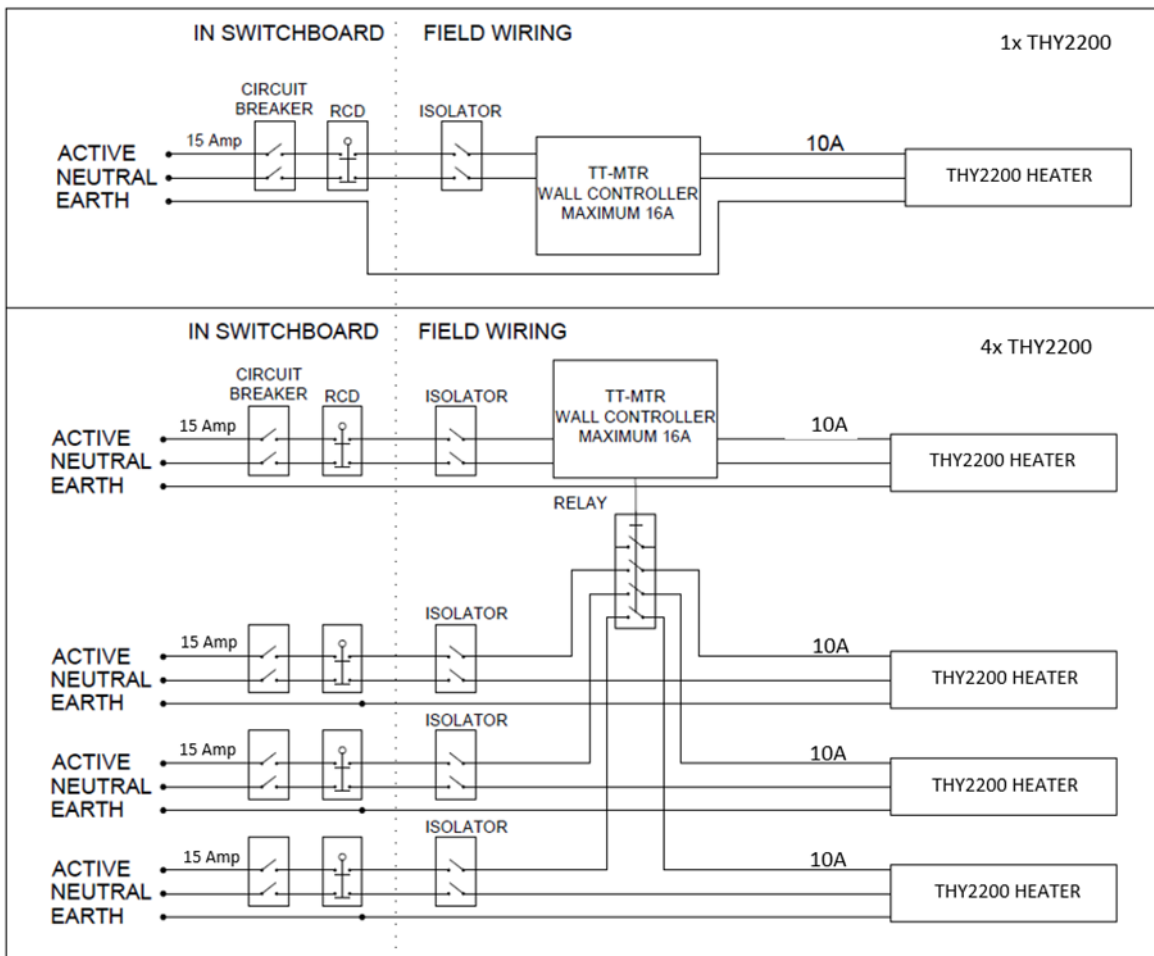 IN SWITCHBOARD
FIELD WIRING
1x THY2200
CIRCUIT
BREAKER
RCD
ISOLATOR
15 Amp
ACTIVE
NEUTRAL
EARTH
TT-MTR
WALL CONTROLLER
MAXIMUM 16A
10A
THY2200 HEATER
IN SWITCHBOARD
FIELD WIRING
4x THY2200
CIRCUIT
BREAKER
RCD
ISOLATOR
15 Amp
ACTIVE
NEUTRAL
EARTH
TT-MTR
WALL CONTROLLER
MAXIMUM 16A
10A
THY2200 HEATER
RELAY
ISOLATOR
15 Amp
ACTIVE
NEUTRAL
EARTH
10A
THY2200 HEATER
ISOLATOR
15 Amp
ACTIVE
NEUTRAL
EARTH
10A
THY2200 HEATER
ISOLATOR
15 Amp
ACTIVE
NEUTRAL
EARTH
10A
THY2200 HEATER